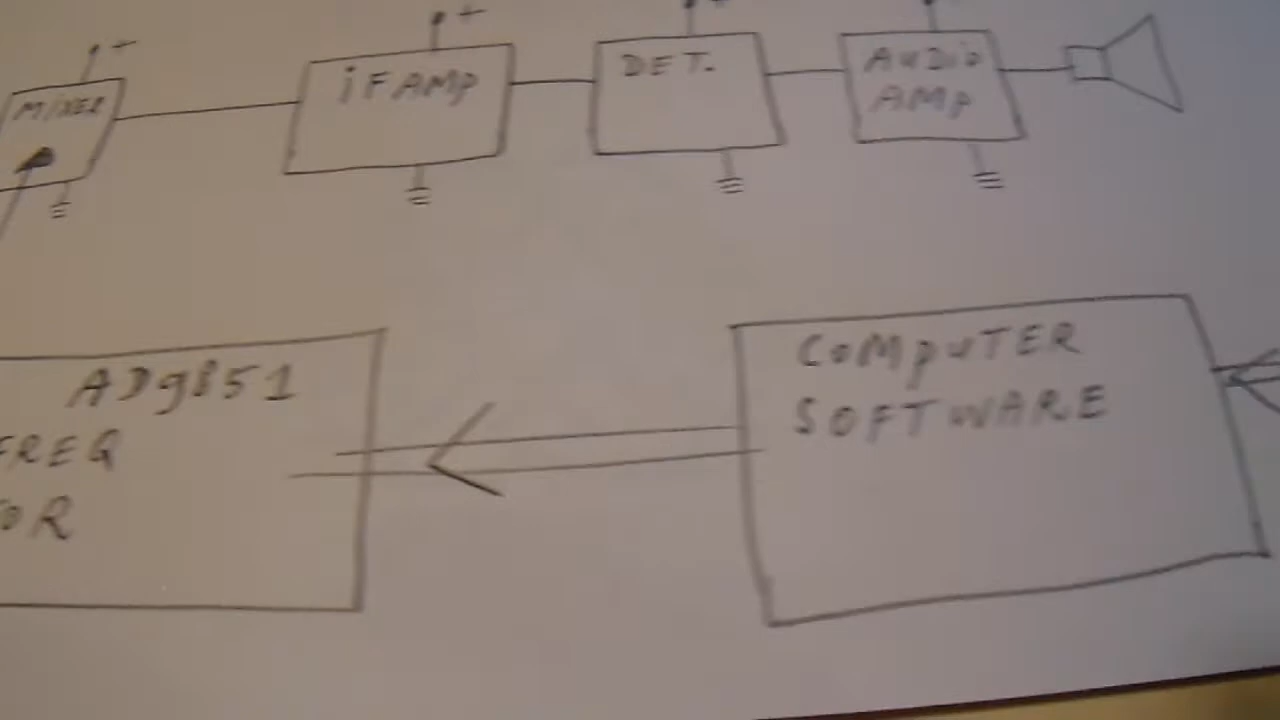 MIXER
iF AMP
DET.
AUDiO
AMP
AD9851
FREQ
OR
COMPUTER
SOFTWARE